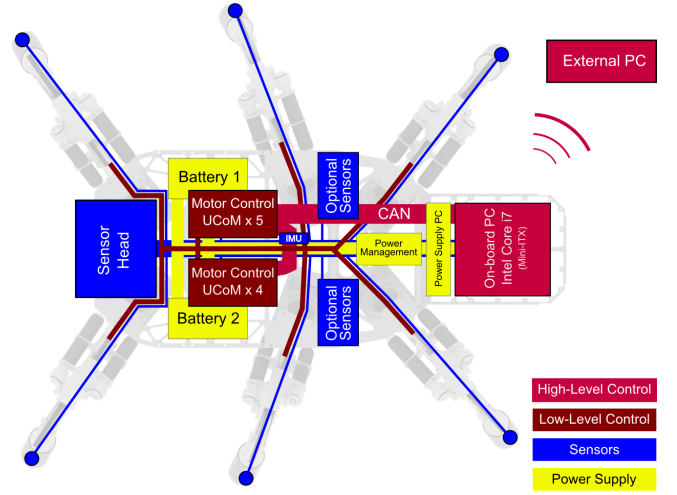 External PC
Battery 1
Motor Control
UCoM x 5
Optional
Sensors
CAN
IMU
Sensor
Head
Power
Management
Power Supply PC
On-board PC
Intel Core i7
(Mini-ITX)
Motor Control
UCoM x 4
Battery 2
Optional
Sensors
High-Level Control
Low-Level Control
Sensors
Power Supply